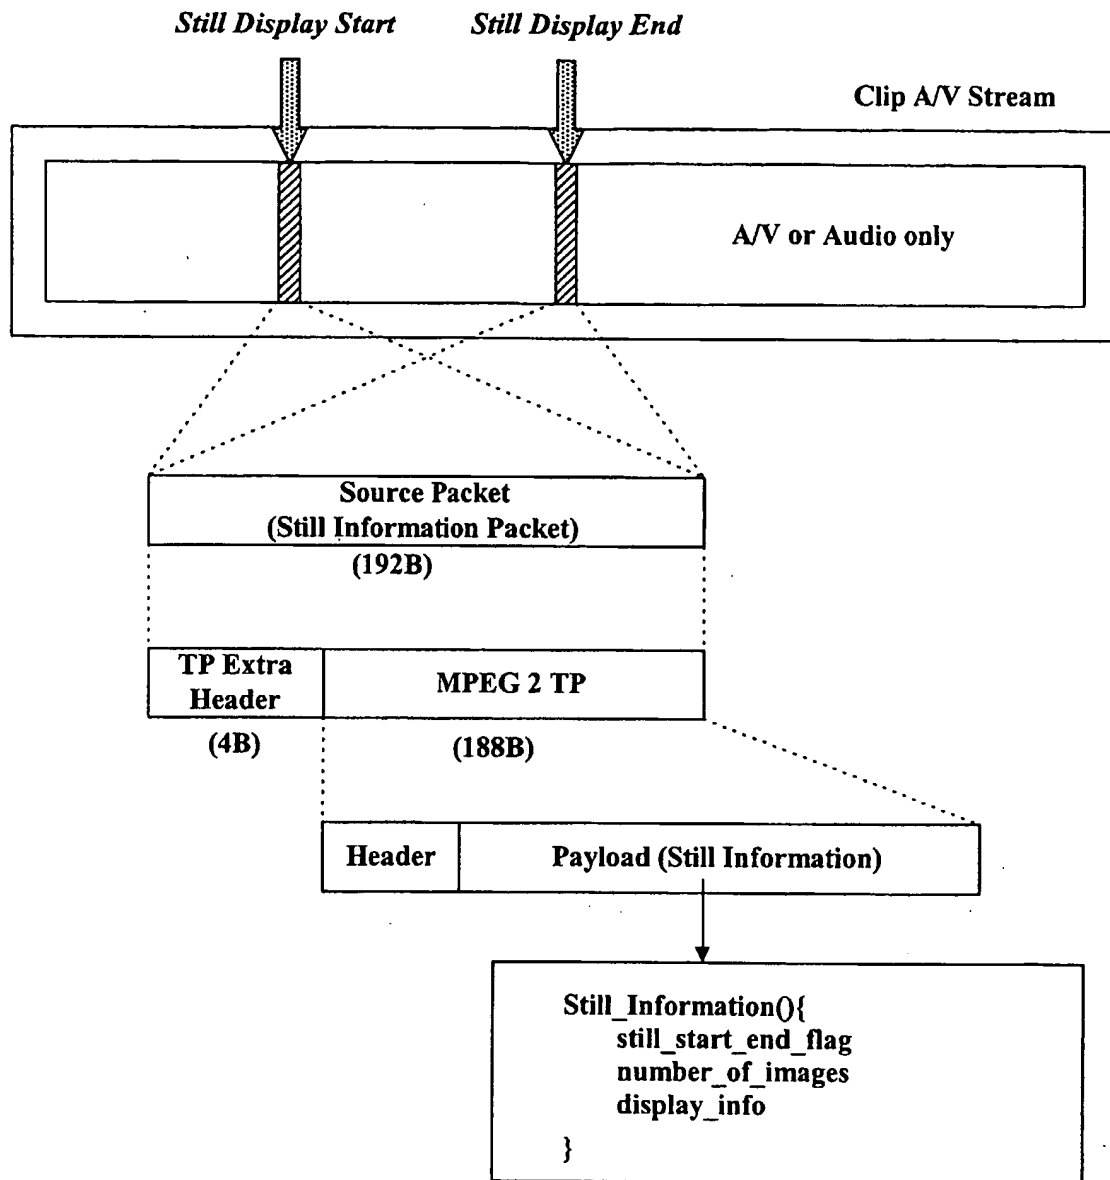 Still Display Start
Still Display End
Clip A/V Stream
A/V or Audio only
Source Packet
(Still Information Packet)
(192B)
TP Extra
Header
MPEG 2 TP
(4B)
(188B)
Header
Payload (Still Information)
Still_Information(){
still_start_end_flag
number_of_images
display_info
}